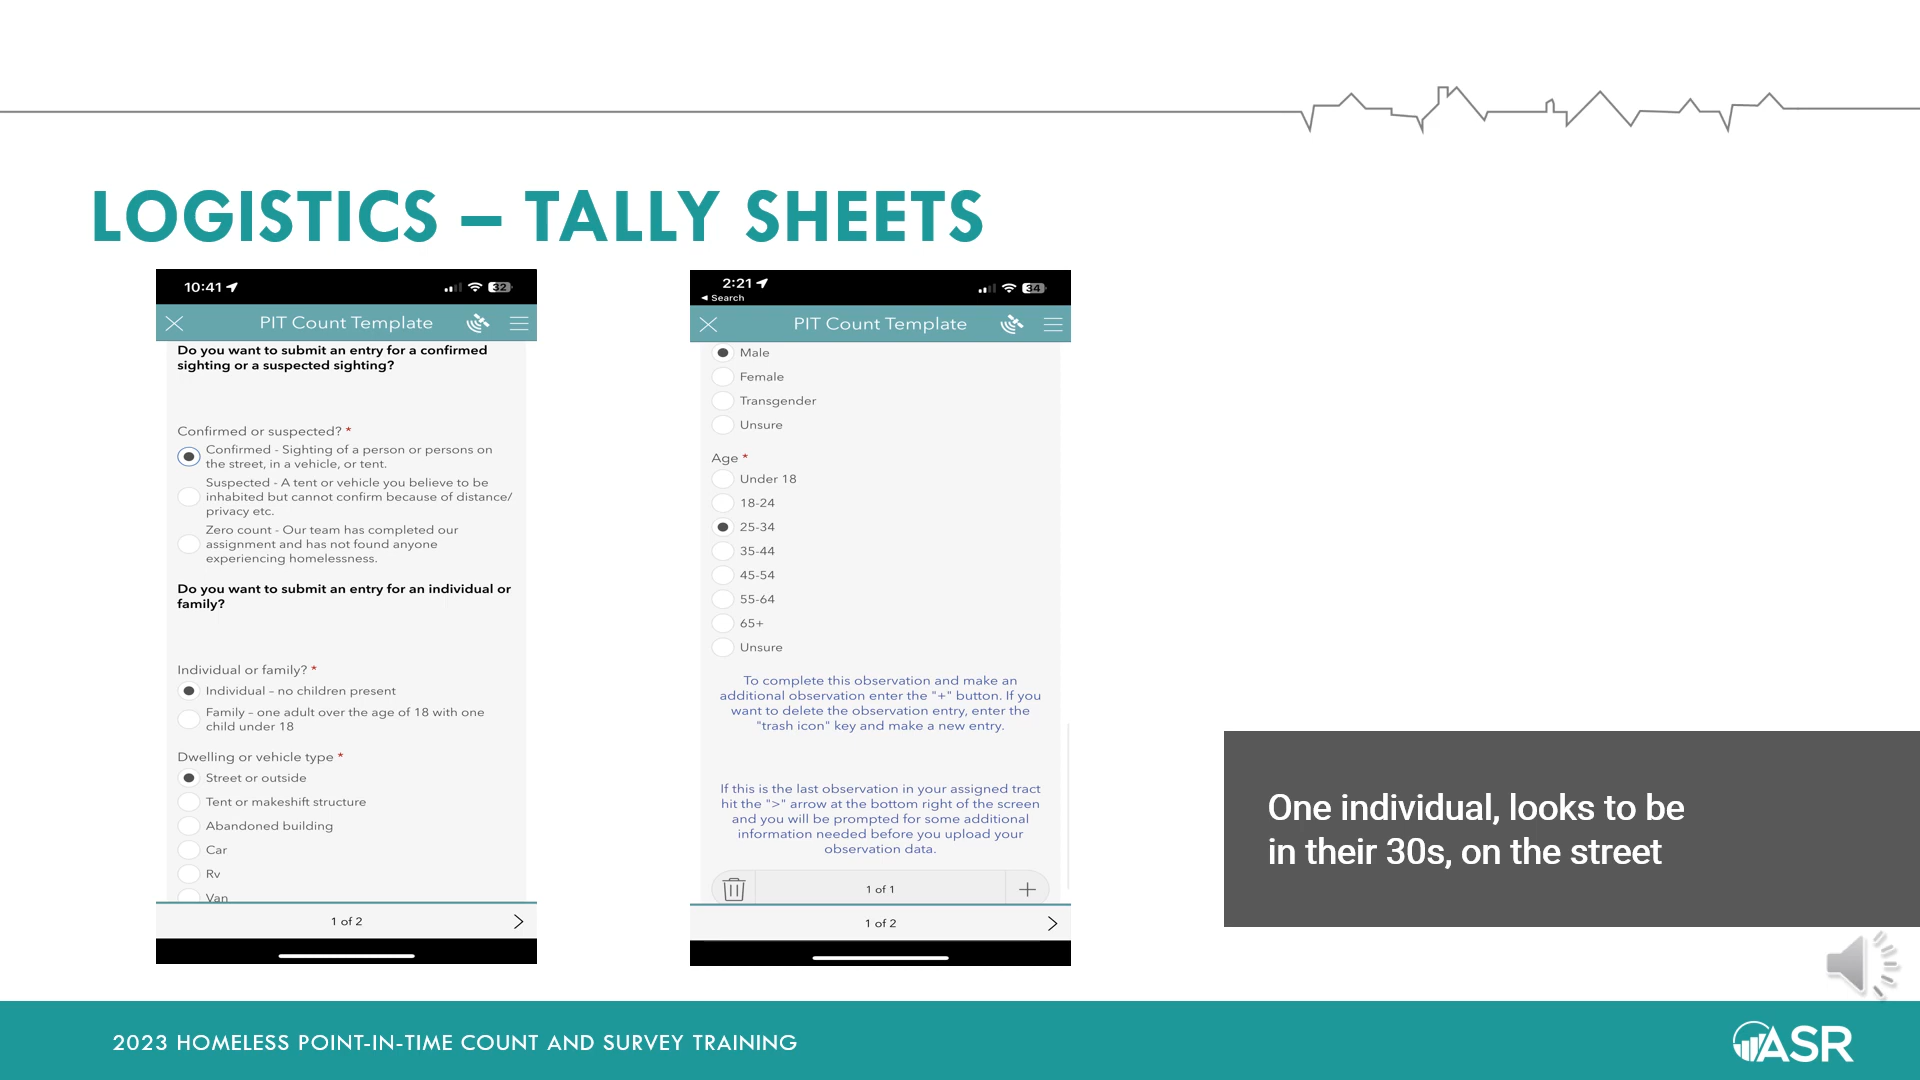 LOGISTICS – TALLY SHEETS
10:41
32
PIT Count Template
Do you want to submit an entry for a confirmed
sighting or a suspected sighting?
Confirmed or suspected? *
Confirmed - Sighting of a person or persons on
the street, in a vehicle, or tent.
Suspected - A tent or vehicle you believe to be
inhabited but cannot confirm because of distance/
privacy etc.
Zero count - Our team has completed our
assignment and has not found anyone
experiencing homelessness.
Do you want to submit an entry for an individual or
family?
Individual or family? *
Individual – no children present
Family – one adult over the age of 18 with one
child under 18
Dwelling or vehicle type *
Street or outside
Tent or makeshift structure
Abandoned building
Car
Rv
Van
1 of 2
2:21
Search
34
PIT Count Template
Male
Female
Transgender
Unsure
Age *
Under 18
18-24
25-34
35-44
45-54
55-64
65+
Unsure
To complete this observation and make an
additional observation enter the "+" button. If you
want to delete the observation entry, enter the
"trash icon" key and make a new entry.
If this is the last observation in your assigned tract
hit the ">" arrow at the bottom right of the screen
and you will be prompted for some additional
information needed before you upload your
observation data.
1 of 1
1 of 2
One individual, looks to be
in their 30s, on the street
2023 HOMELESS POINT-IN-TIME COUNT AND SURVEY TRAINING
ASR